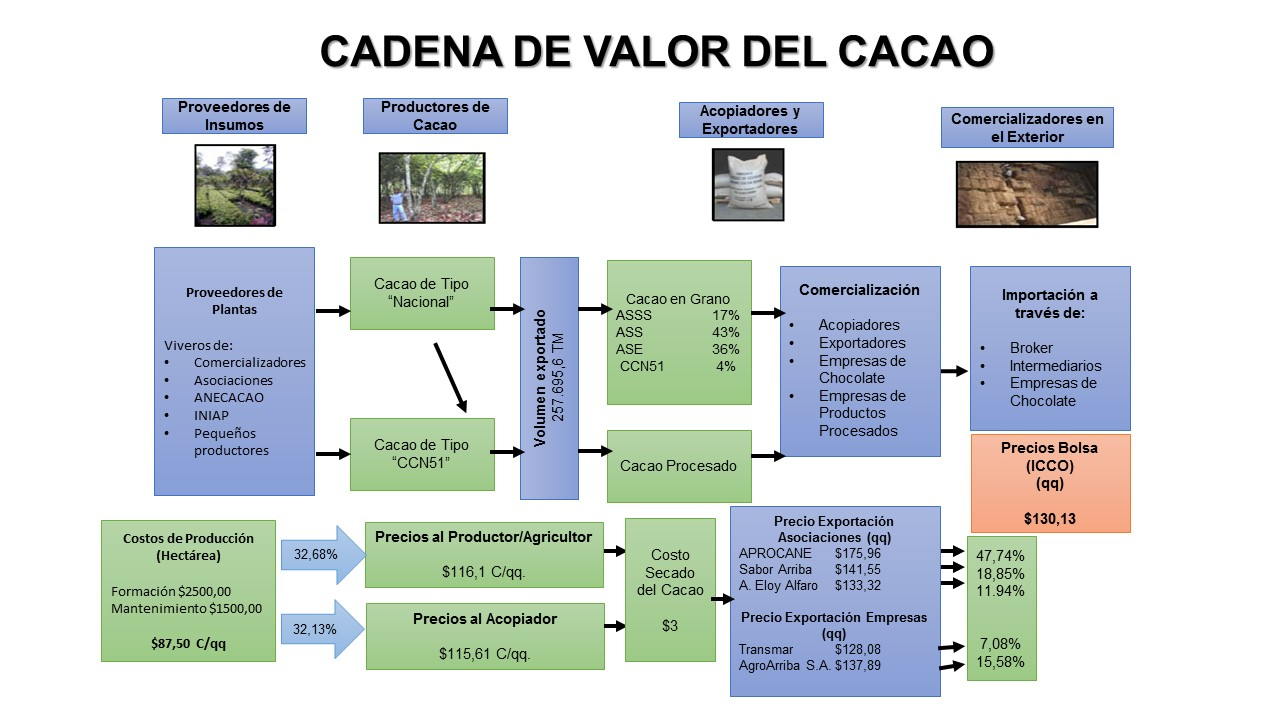 CADENA DE VALOR DEL CACAO
Proveedores de
Insumos
Productores de
Cacao
Acopiadores y
Exportadores
Comercializadores en
el Exterior
Proveedores de
Plantas
Viveros de:
• Comercializadores
• Asociaciones
• ANECACAO
• INIAP
• Pequeños
productores
Cacao de Tipo
“Nacional”
Cacao de Tipo
“CCN51”
Volumen exportado
257.695,6 TM
Cacao en Grano
ASSS 17%
ASS 43%
ASE 36%
CCN51 4%
Cacao Procesado
Comercialización
• Acopiadores
• Exportadores
• Empresas de
Chocolate
• Empresas de
Productos
Procesados
Importación a
través de:
• Broker
• Intermediarios
• Empresas de
Chocolate
Precios Bolsa
(ICCO)
(qq)
$130,13
Costos de Producción
(Hectárea)
Formación $2500,00
Mantenimiento $1500,00
$87,50 C/qq
32,68%
32,13%
Precios al Productor/Agricultor
$116,1 C/qq.
Precios al Acopiador
$115,61 C/qq.
Costo
Secado
del Cacao
$3
Precio Exportación
Asociaciones (qq)
APROCANE $175,96
Sabor Arriba $141,55
A. Eloy Alfaro $133,32
Precio Exportación Empresas
(qq)
Transmar $128,08
AgroArriba S.A. $137,89
47,74%
18,85%
11.94%
7,08%
15,58%